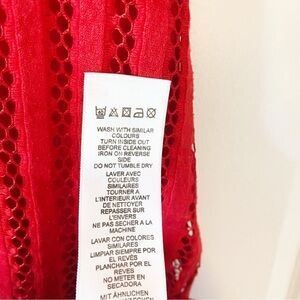 WASH WITH SIMILAR
COLOURS
TURN INSIDE OUT
BEFORE CLEANING
IRON ON REVERSE
SIDE
DO NOT TUMBLE DRY
LAVER AVEC
COULEURS
SIMILAIRES
TOURNER A
L'INTERIEUR AVANT
DE NETTOYER
REPASSER SUR
L'ENVERS
NE PAS SECHER A LA
MACHINE
LAVAR CON COLORES
SIMILARES
LIMPIAR SIEMPRE POR
EL REVES
PLANCHAR POR EL
REVES
NO METER EN
SECADORA
MIT ÄHNLICHEN